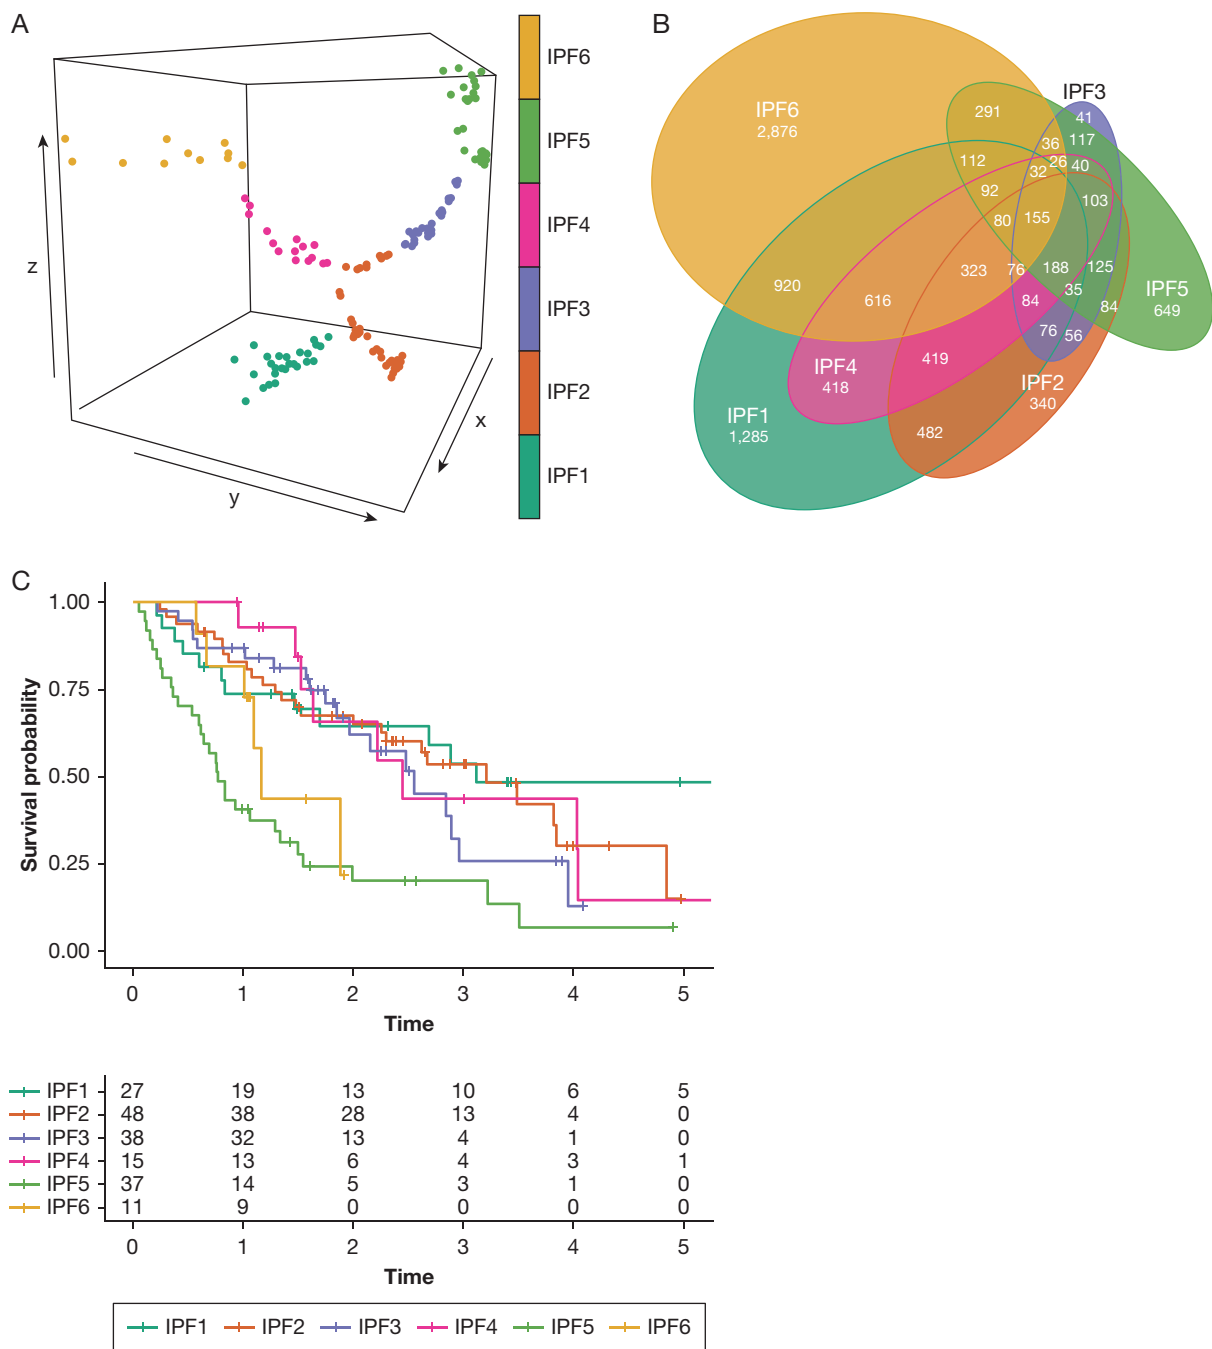 A
z
y
x
IPF6
IPF5
IPF4
IPF3
IPF2
IPF1
B
IPF6
2,876
291
IPF3
41
117
36
26
40
32
112
92
103
80
155
323
76
188
125
920
616
84
35
84
IPF5
649
76
56
419
IPF4
418
IPF2
340
IPF1
1,285
482
C
Survival probability
1.00
0.75
0.50
0.25
0.00
0 1 2 3 4 5
Time
IPF1 27 19 13 10 6 5
IPF2 48 38 28 13 4 0
IPF3 38 32 13 4 1 0
IPF4 15 13 6 4 3 1
IPF5 37 14 5 3 1 0
IPF6 11 9 0 0 0 0
0 1 2 3 4 5
Time
IPF1 IPF2 IPF3 IPF4 IPF5 IPF6